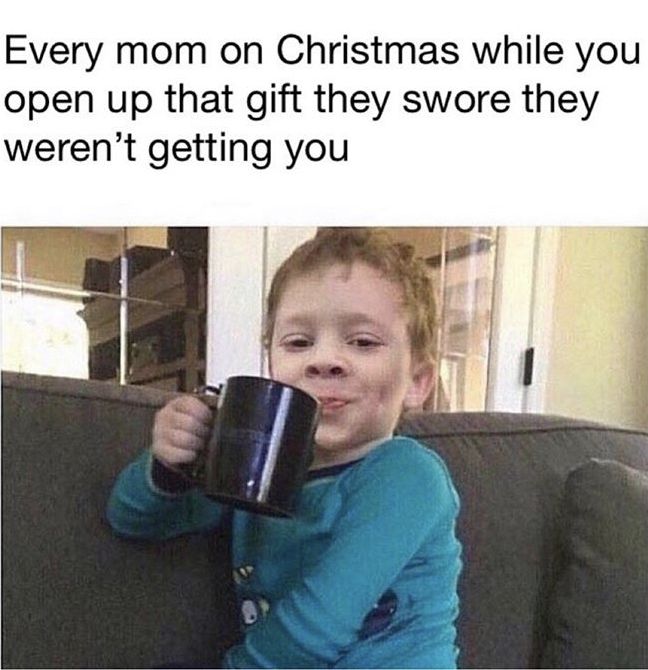 Every mom on Christmas while you
open up that gift they swore they
weren’t getting you